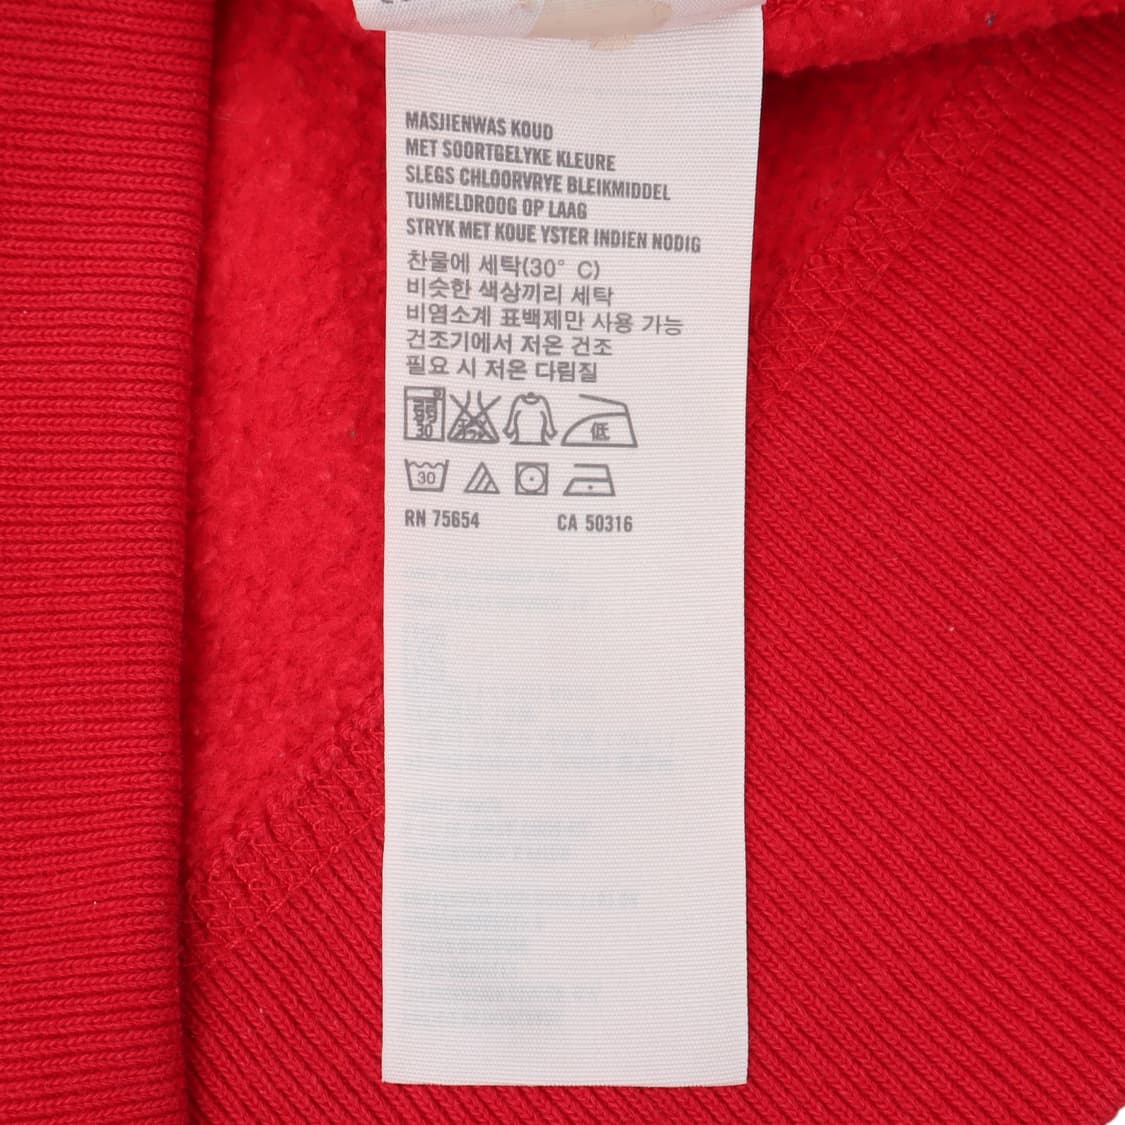 MASJIENWAS KOUD
MET SOORTGELYKE KLEURE
SLEGS CHLOORVRYE BLEIKMIDDEL
TUIMELDROOG OP LAAG
STRYK MET KOUE YSTER INDIEN NODIG
찬물에 세탁(30° C)
비슷한 색상끼리 세탁
비염소계 표백제만 사용 가능
건조기에서 저온 건조
필요 시 저온 다림질
30 低
30
RN 75654 CA 50316